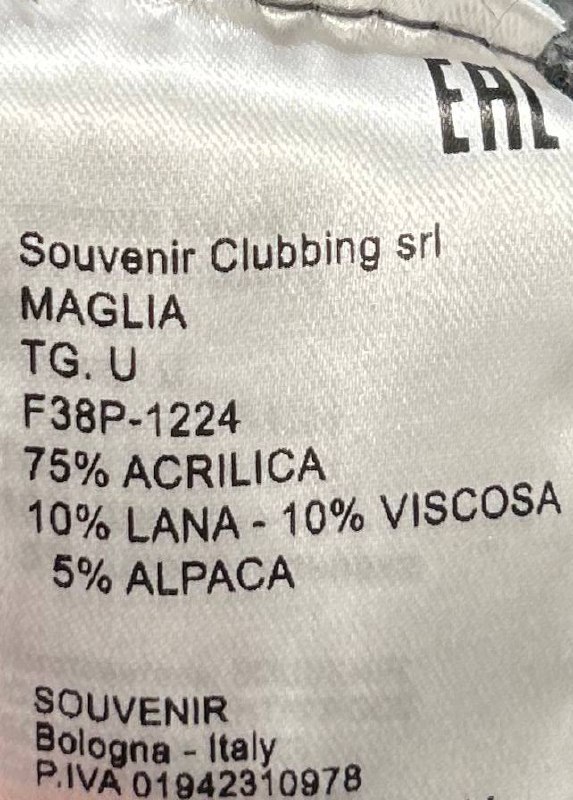 EAC
Souvenir Clubbing srl
MAGLIA
TG. U
F38P-1224
75% ACRILICA
10% LANA - 10% VISCOSA
5% ALPACA
SOUVENIR
Bologna - Italy
P.IVA 01942310978